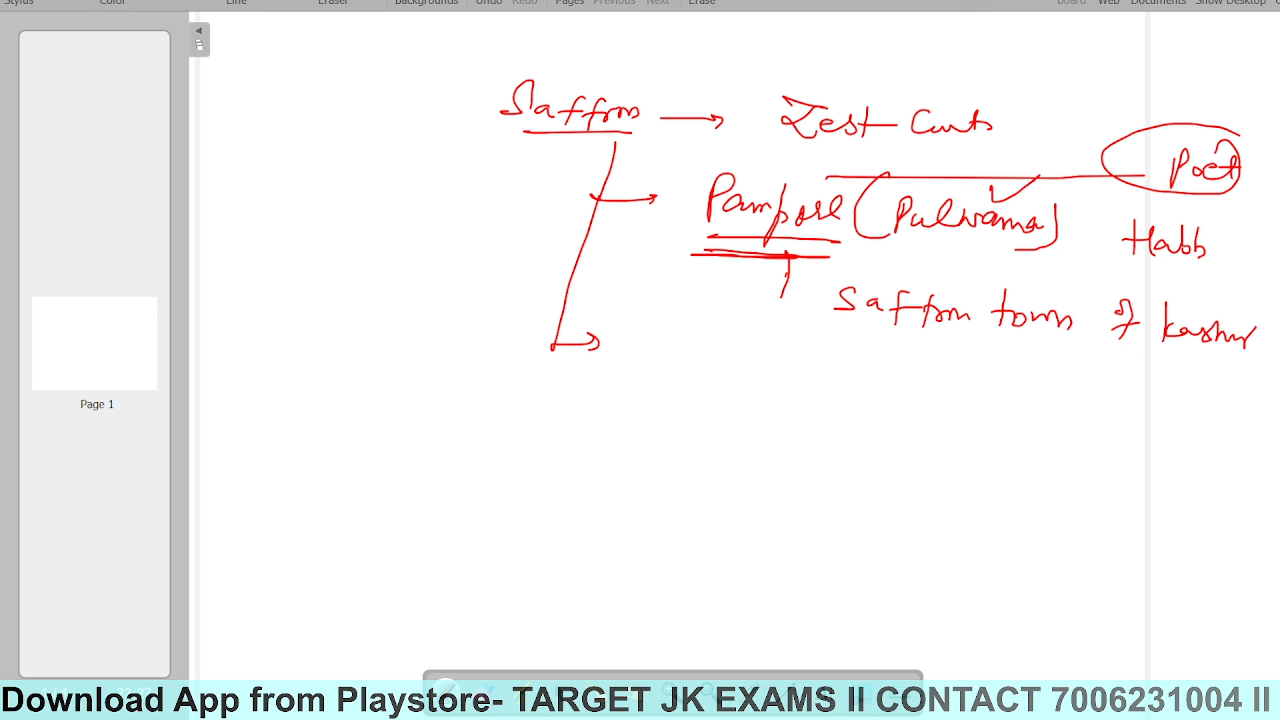 Stylus Color Line Eraser Backgrounds Undo Redo Pages Previous Next Erase Board Web Documents Show Desktop
Saffron → Zest
Poet
Pampore (Pulwama)
Habb
Saffron town of Kashmir
Page 1
Download App from Playstore- TARGET JK EXAMS II CONTACT 7006231004 II